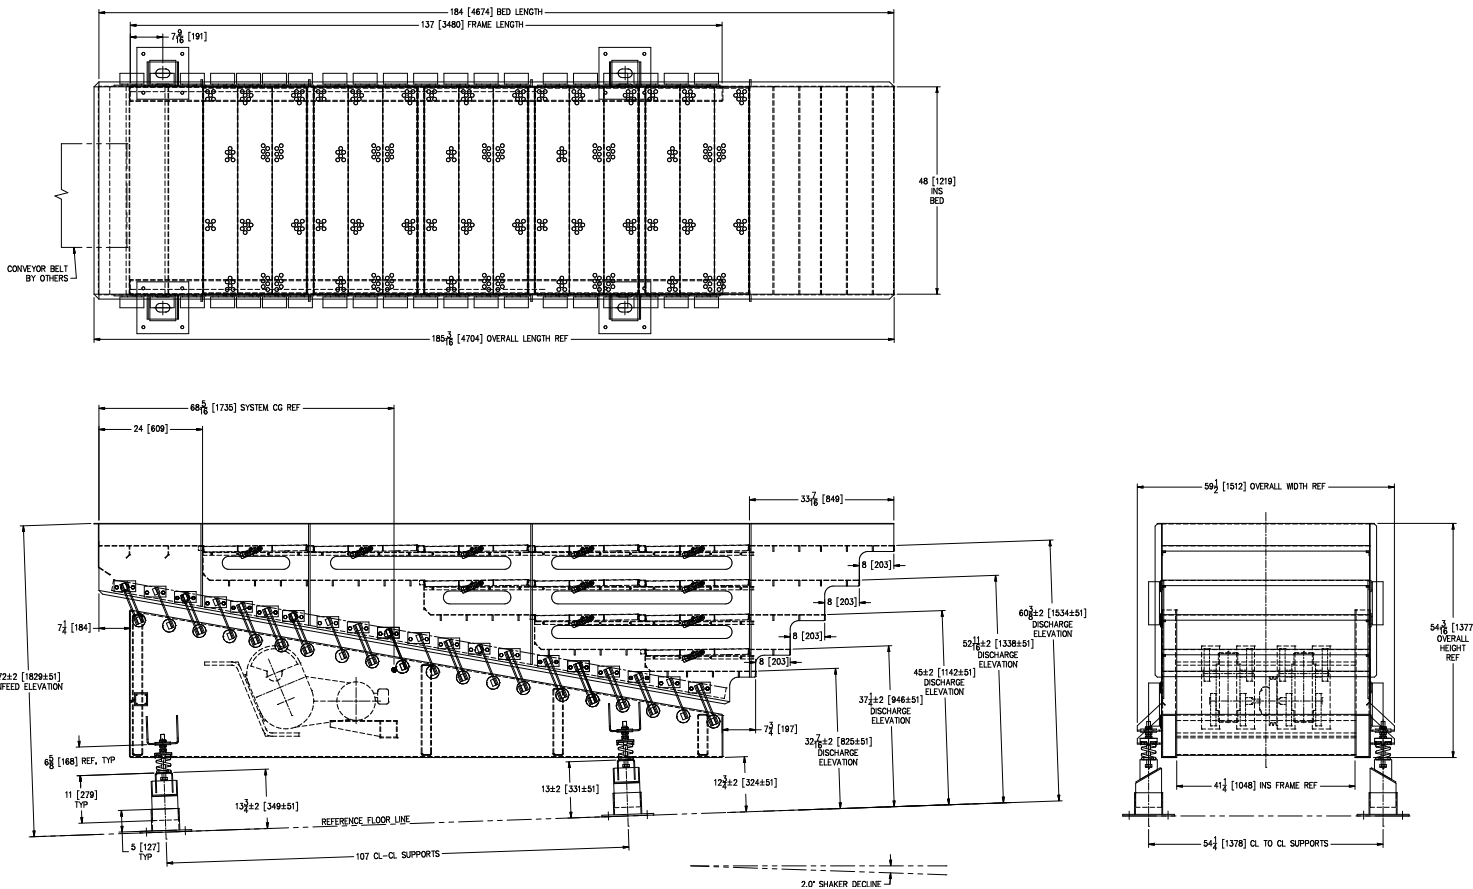 184 [4674] BED LENGTH
137 [3480] FRAME LENGTH
7 9/16 [191]
48 [1219]
INS
BED
CONVEYOR BELT
BY OTHERS
185 3/16 [4704] OVERALL LENGTH REF
68 5/16 [1735] SYSTEM CG REF
24 [609]
33 7/16 [849]
59 1/2 [1512] OVERALL WIDTH REF
8 [203]
8 [203]
8 [203]
8 [203]
7 1/4 [184]
60 3/8±2 [1534±51]
DISCHARGE
ELEVATION
52 11/16±2 [1338±51]
DISCHARGE
ELEVATION
45±2 [1142±51]
DISCHARGE
ELEVATION
37 1/4±2 [946±51]
DISCHARGE
ELEVATION
32 7/16±2 [825±51]
DISCHARGE
ELEVATION
54 3/16 [1377
OVERALL
HEIGHT
REF
72±2 [1829±51]
NFEED ELEVATION
7 3/4 [197]
6 5/8 [168] REF, TYP
11 [279]
TYP
13 3/4±2 [349±51]
13±2 [331±51]
12 3/4±2 [324±51]
41 1/4 [1048] INS FRAME REF
REFERENCE FLOOR LINE
5 [127]
TYP
107 CL-CL SUPPORTS
54 1/4 [1378] CL TO CL SUPPORTS
2.0° SHAKER DECLINE